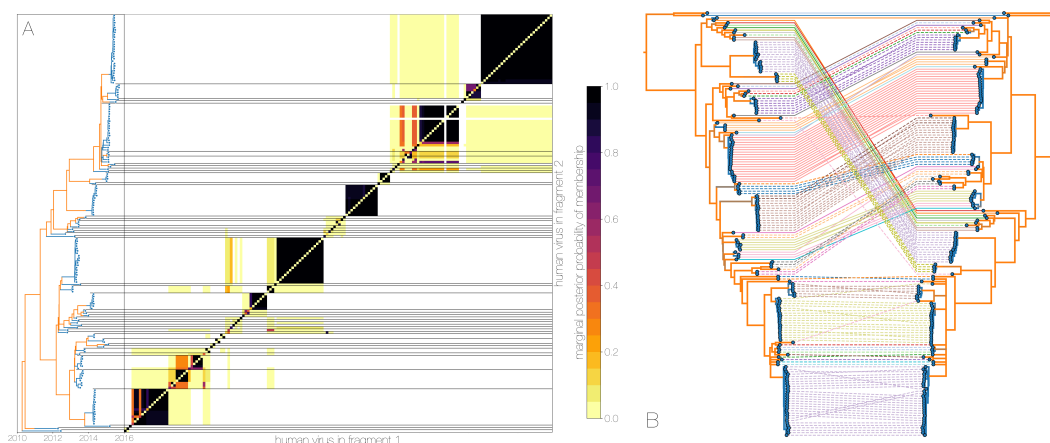 A
1.0
0.8
0.6
0.4
0.2
0.0
marginal posterior probability of membership
human virus in fragment 2
human virus in fragment 1
2010
2012
2014
2016
B